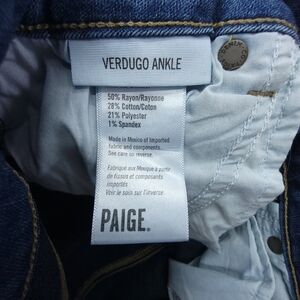 VERDUGO ANKLE
50% Rayon/Rayonne
28% Cotton/Coton
21% Polyester
1% Spandex
Made in Mexico of Imported
fabric and components.
See care on reverse.
Fabriqué aux Mexique à partir
de tissus et composants
importés
Voir le soin sur l'inverse.
PAIGE.